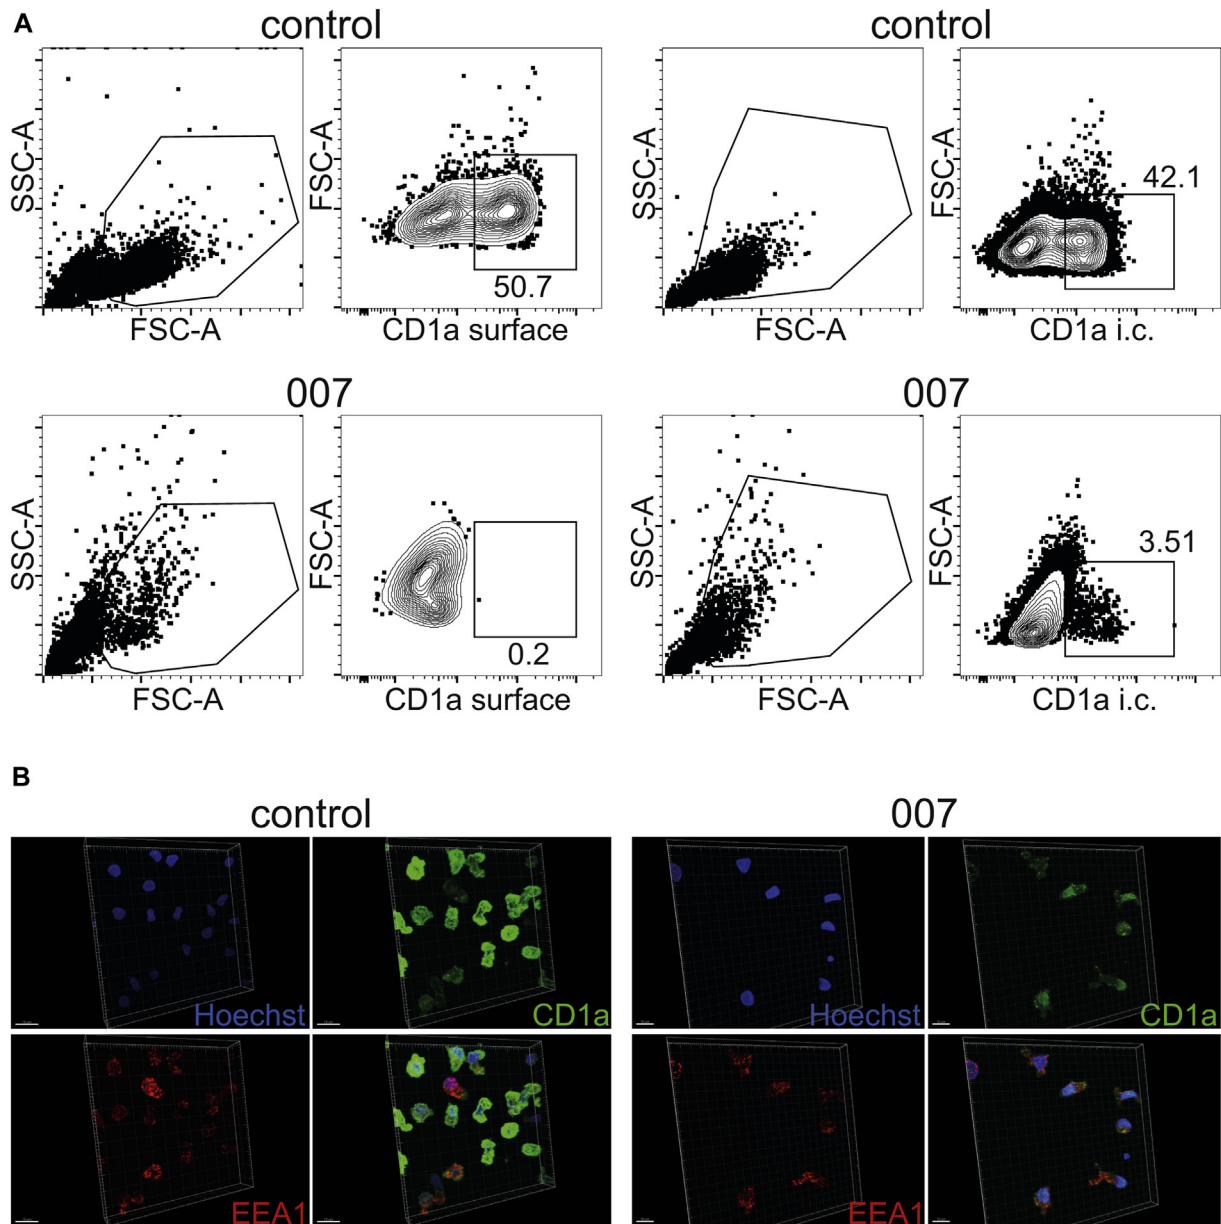 A
control
control
SSC-A
FSC-A
50.7
SSC-A
FSC-A
42.1
FSC-A
CD1a surface
FSC-A
CD1a i.c.
007
007
SSC-A
FSC-A
0.2
SSC-A
FSC-A
3.51
FSC-A
CD1a surface
FSC-A
CD1a i.c.
B
control
007
Hoechst
CD1a
Hoechst
CD1a
EEA1
EEA1